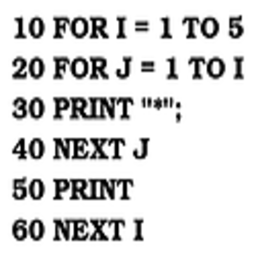 10 FOR I = 1 TO 5
20 FOR J = 1 TO I
30 PRINT "*";
40 NEXT J
50 PRINT
60 NEXT I